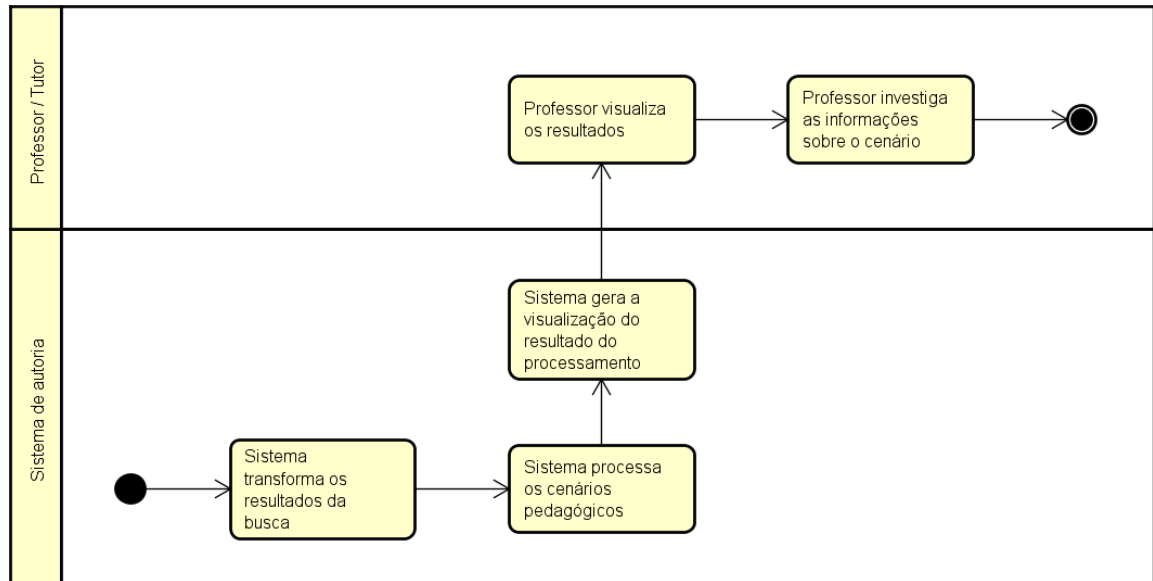 Professor / Tutor
Professor visualiza
os resultados
Professor investiga
as informações
sobre o cenário
Sistema de autoria
Sistema gera a
visualização do
resultado do
processamento
Sistema
transforma os
resultados da
busca
Sistema processa
os cenários
pedagógicos